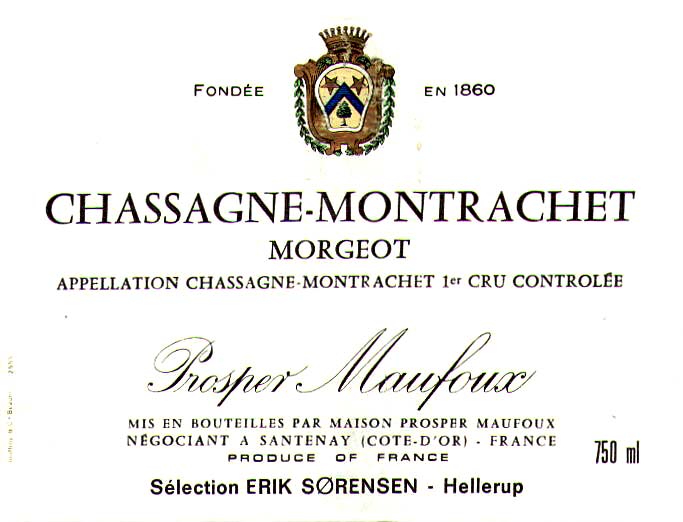 FONDÉE EN 1860
CHASSAGNE-MONTRACHET
MORGEOT
APPELLATION CHASSAGNE-MONTRACHET 1er CRU CONTROLÉE
Prosper Maufoux
MIS EN BOUTEILLES PAR MAISON PROSPER MAUFOUX
NÉGOCIANT A SANTENAY (COTE-D'OR) - FRANCE
PRODUCE OF FRANCE
750 ml
Sélection ERIK SØRENSEN - Hellerup